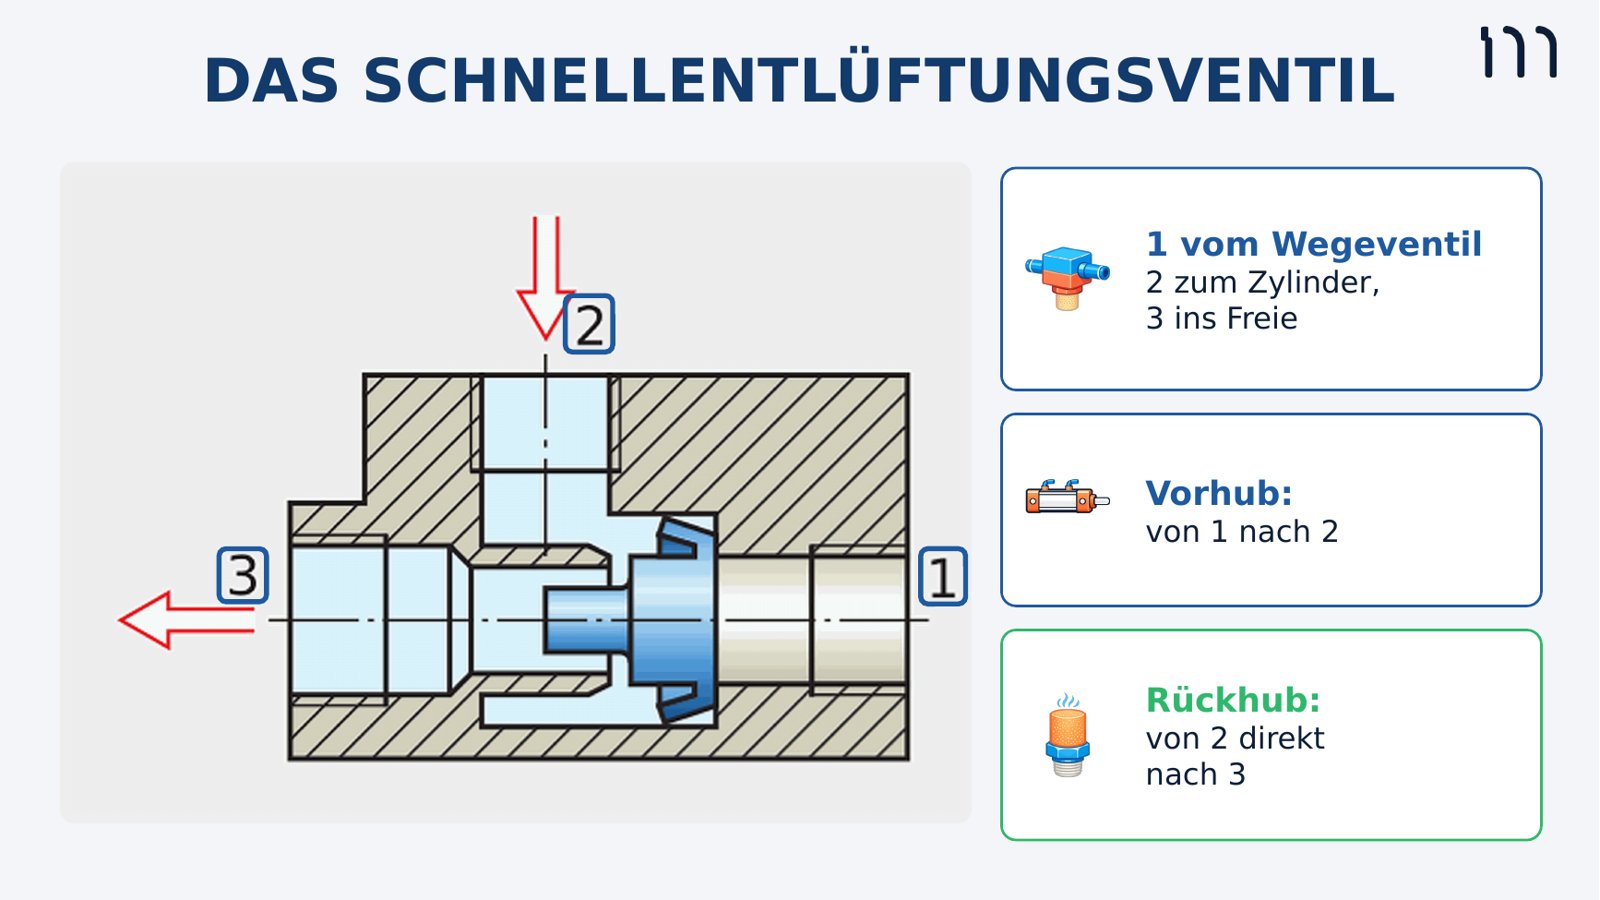 DAS SCHNELLENTLÜFTUNGSVENTIL
2
3
1
1 vom Wegeventil
2 zum Zylinder,
3 ins Freie
Vorhub:
von 1 nach 2
Rückhub:
von 2 direkt
nach 3